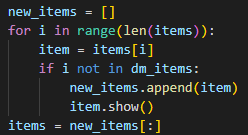 new_items = []
for i in range(len(items)):
    item = items[i]
    if i not in dm_items:
        new_items.append(item)
        item.show()
items = new_items[:]